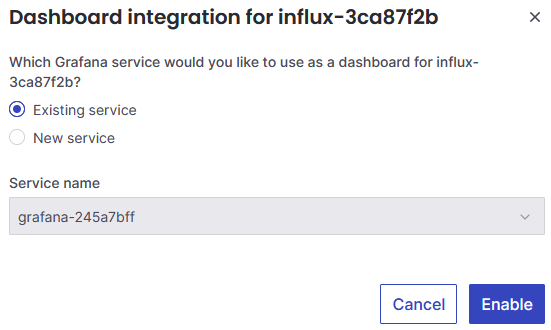 Dashboard integration for influx-3ca87f2b
Which Grafana service would you like to use as a dashboard for influx-
3ca87f2b?
Existing service
New service
Service name
grafana-245a7bff
Cancel Enable